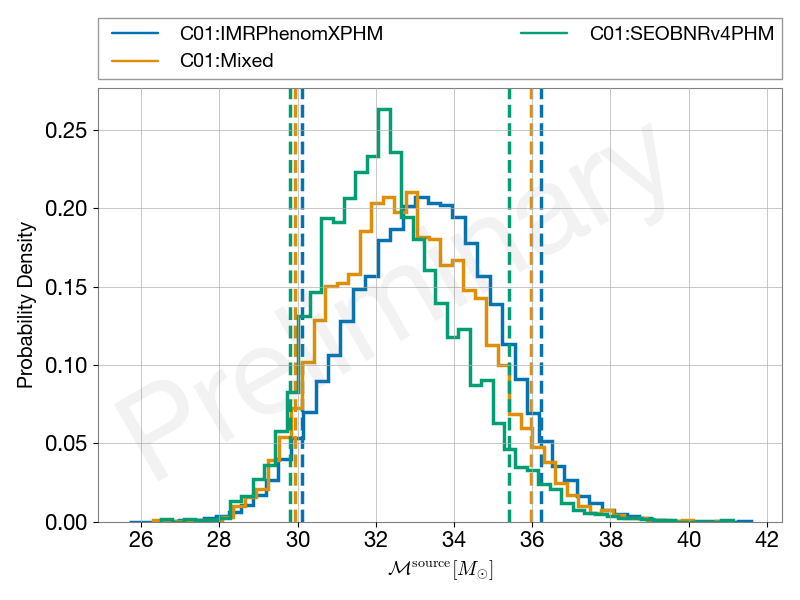 C01:IMRPhenomXPHM C01:SEOBNRv4PHM
C01:Mixed
0.25
0.20
0.15
0.10
0.05
0.00
Probability Density
Preliminary
26 28 30 32 34 36 38 40 42
ℳ^source [M_⊙]